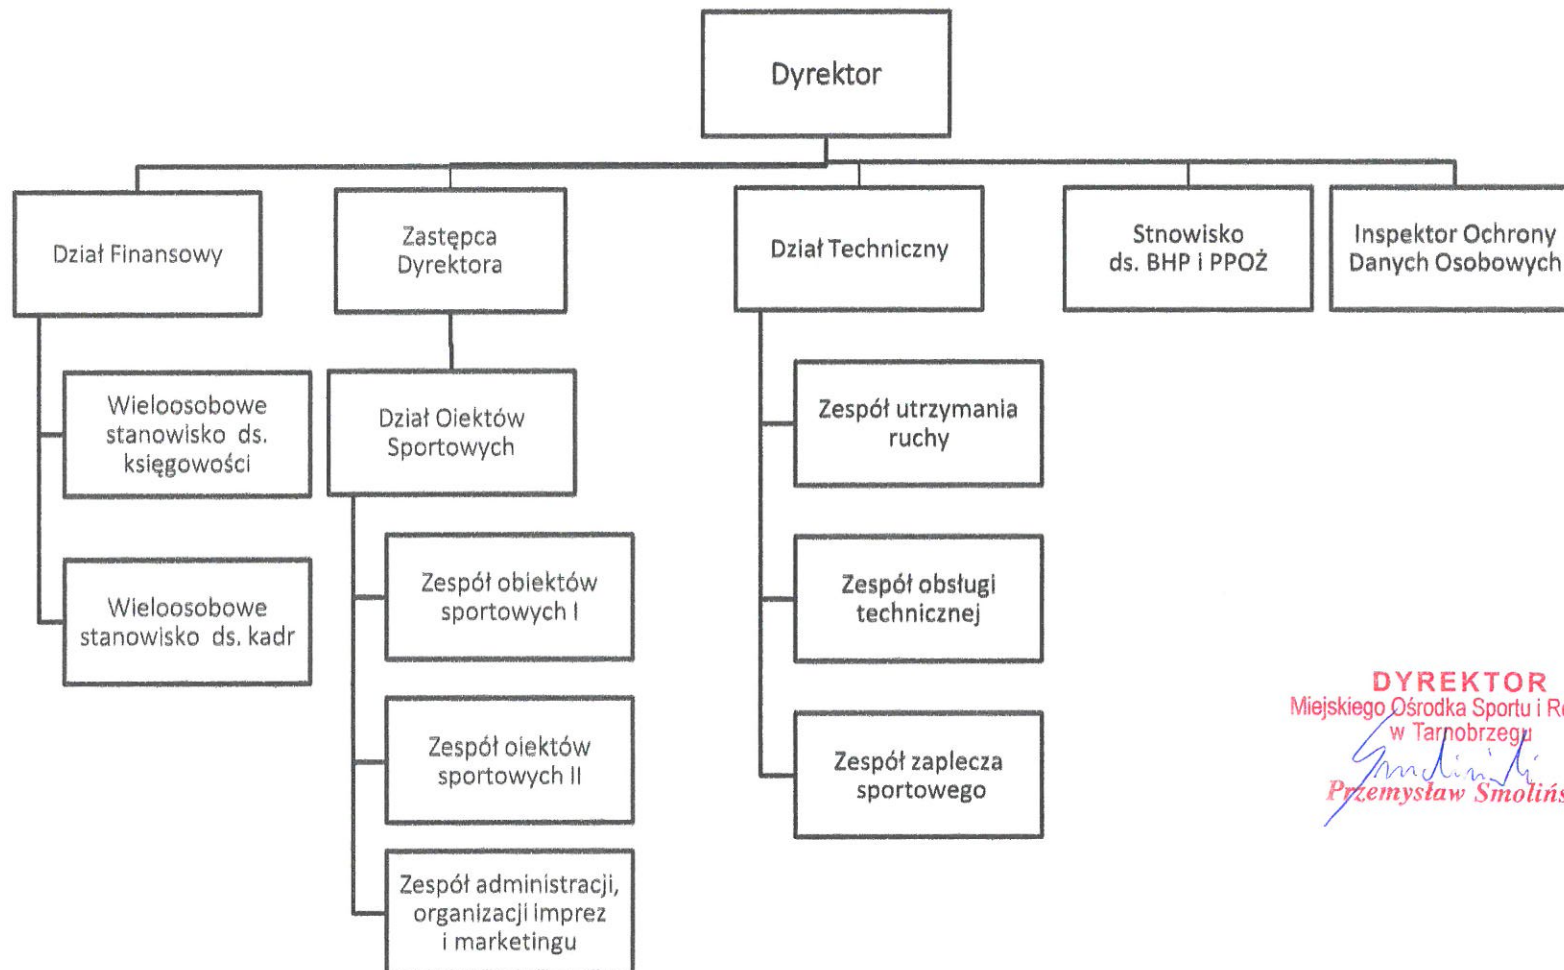 Dyrektor
Dział Finansowy
Zastępca
Dyrektora
Dział Techniczny
Stnowisko
ds. BHP i PPOŻ
Inspektor Ochrony
Danych Osobowych
Wieloosobowe
stanowisko ds.
księgowości
Wieloosobowe
stanowisko ds. kadr
Dział Oiektów
Sportowych
Zespół obiektów
sportowych I
Zespół oiektów
sportowych II
Zespół administracji,
organizacji imprez
i marketingu
Zespół utrzymania
ruchy
Zespół obsługi
technicznej
Zespół zaplecza
sportowego
DYREKTOR
Miejskiego Ośrodka Sportu i Re
w Tarnobrzegu
Przemysław Smolińs